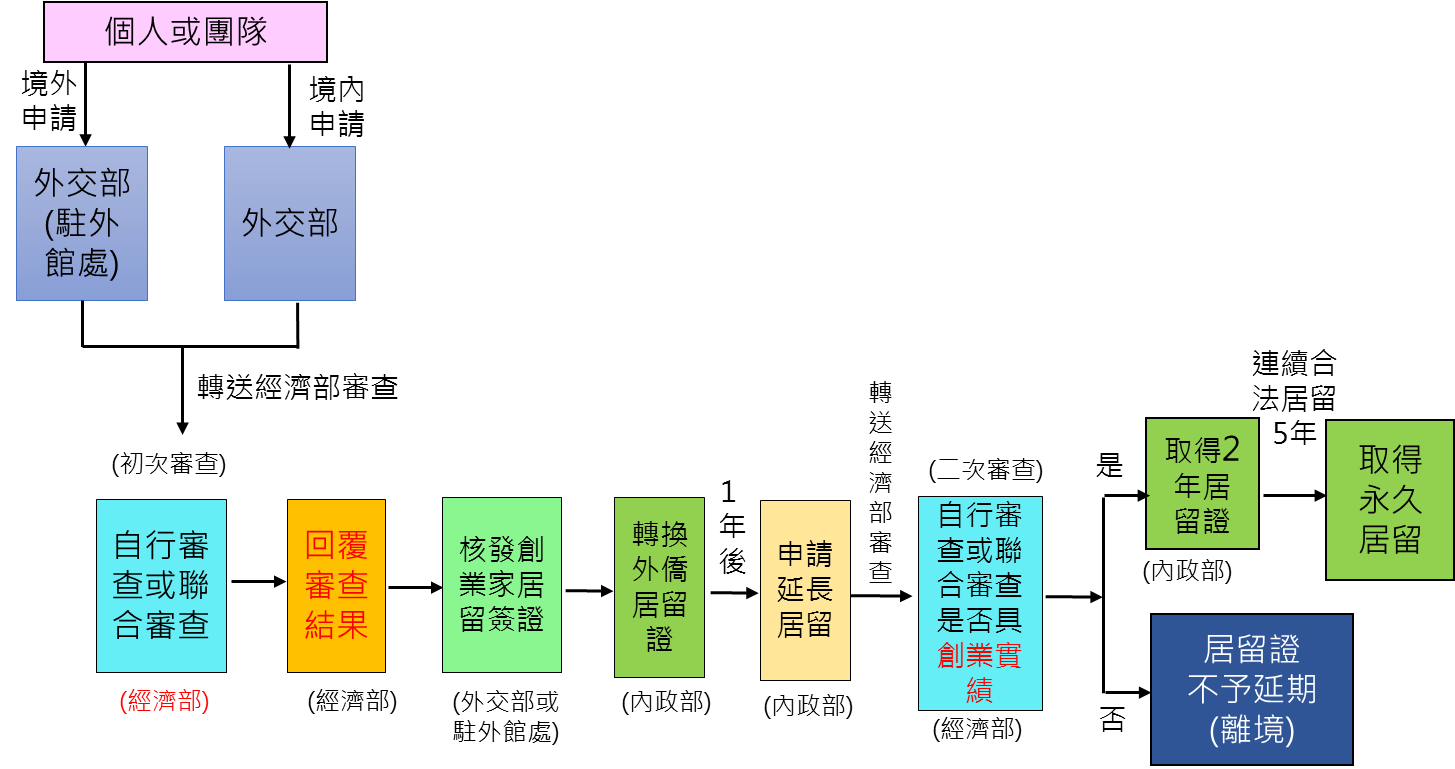 個人或團隊
境外
申請
境內
申請
外交部
(駐外
館處)
外交部
轉送經濟部審查
(初次審查)
自行審
查或聯
合審查
(經濟部)
回覆
審查
結果
(經濟部)
核發創
業家居
留簽證
(外交部或
駐外館處)
轉換
外僑
居留
證
(內政部)
1
年
後
申請
延長
居留
(內政部)
轉
送
經
濟
部
審
查
(二次審查)
自行審
查或聯
合審查
是否具
創業實
績
(經濟部)
是
取得2
年居
留證
(內政部)
連續合
法居留
5年
取得
永久
居留
否
居留證
不予延期
(離境)